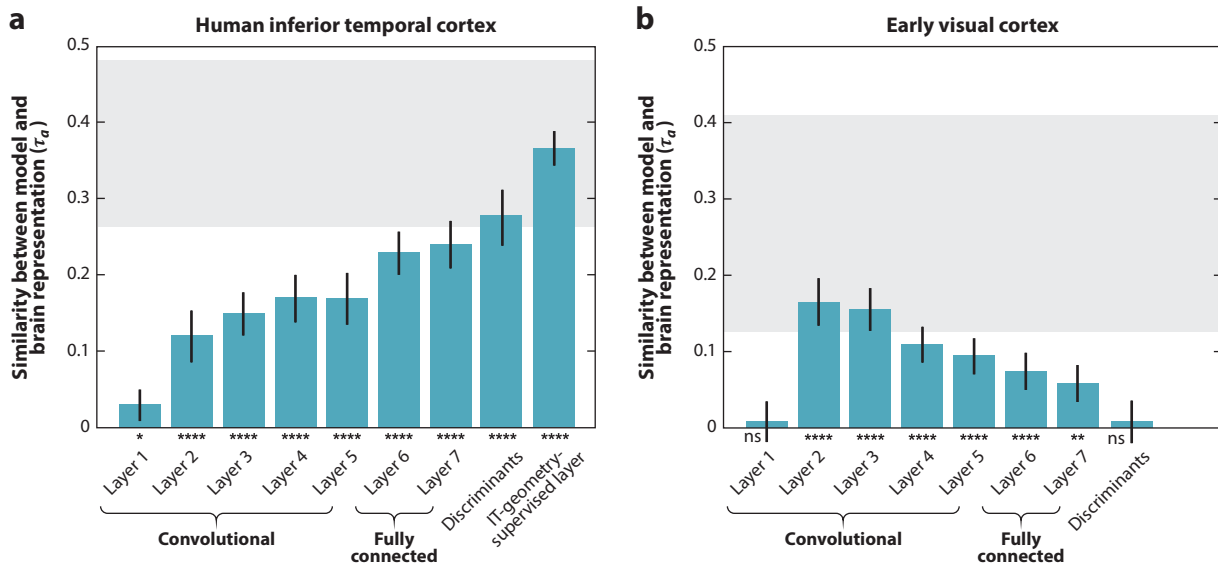 a
Human inferior temporal cortex
Similarity between model and
brain representation (τa)
0.5
0.4
0.3
0.2
0.1
0
* **** **** **** **** **** **** **** ****
Layer 1 Layer 2 Layer 3 Layer 4 Layer 5 Layer 6 Layer 7 Discriminants IT-geometry-
supervised layer
Convolutional Fully
connected
b
Early visual cortex
Similarity between model and
brain representation (τa)
0.5
0.4
0.3
0.2
0.1
0
ns **** **** **** **** **** ** ns
Layer 1 Layer 2 Layer 3 Layer 4 Layer 5 Layer 6 Layer 7 Discriminants
Convolutional Fully
connected